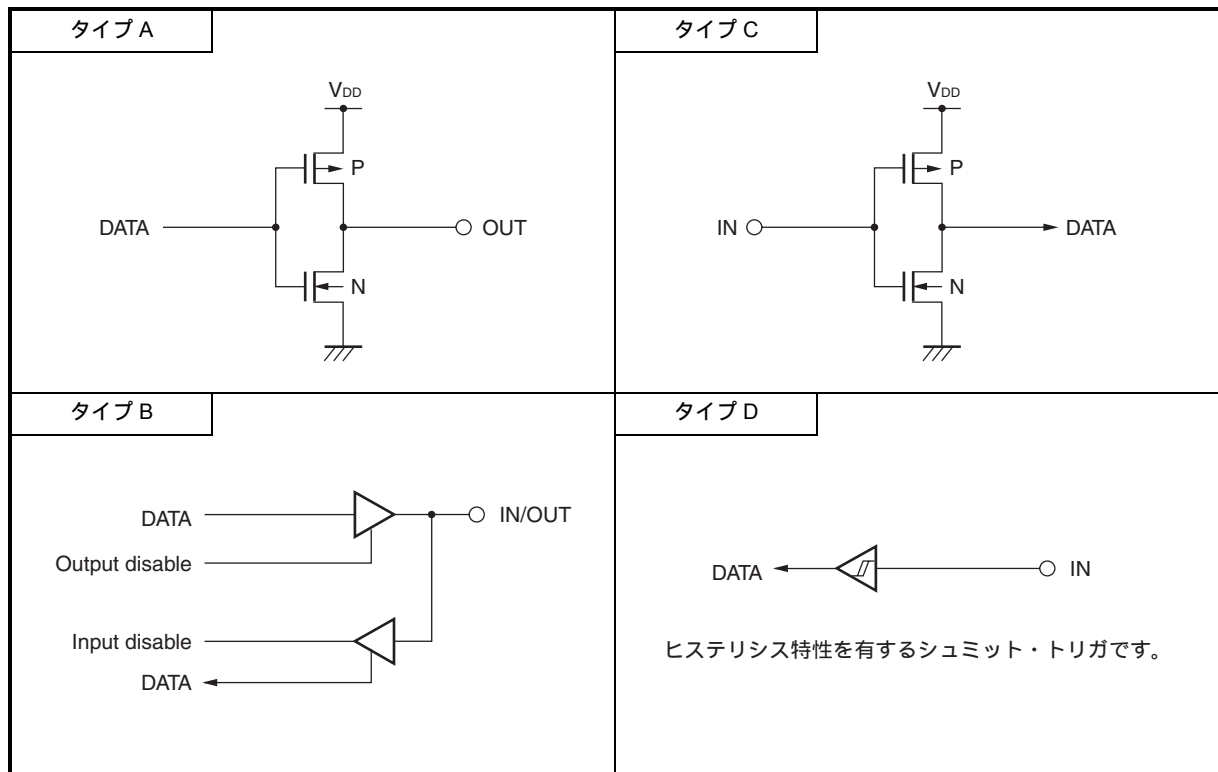 タイプ A
VDD
P
DATA
OUT
N
タイプ C
VDD
P
IN
DATA
N
タイプ B
DATA
IN/OUT
Output disable
Input disable
DATA
タイプ D
DATA
IN
ヒステリシス特性を有するシュミット・トリガです。